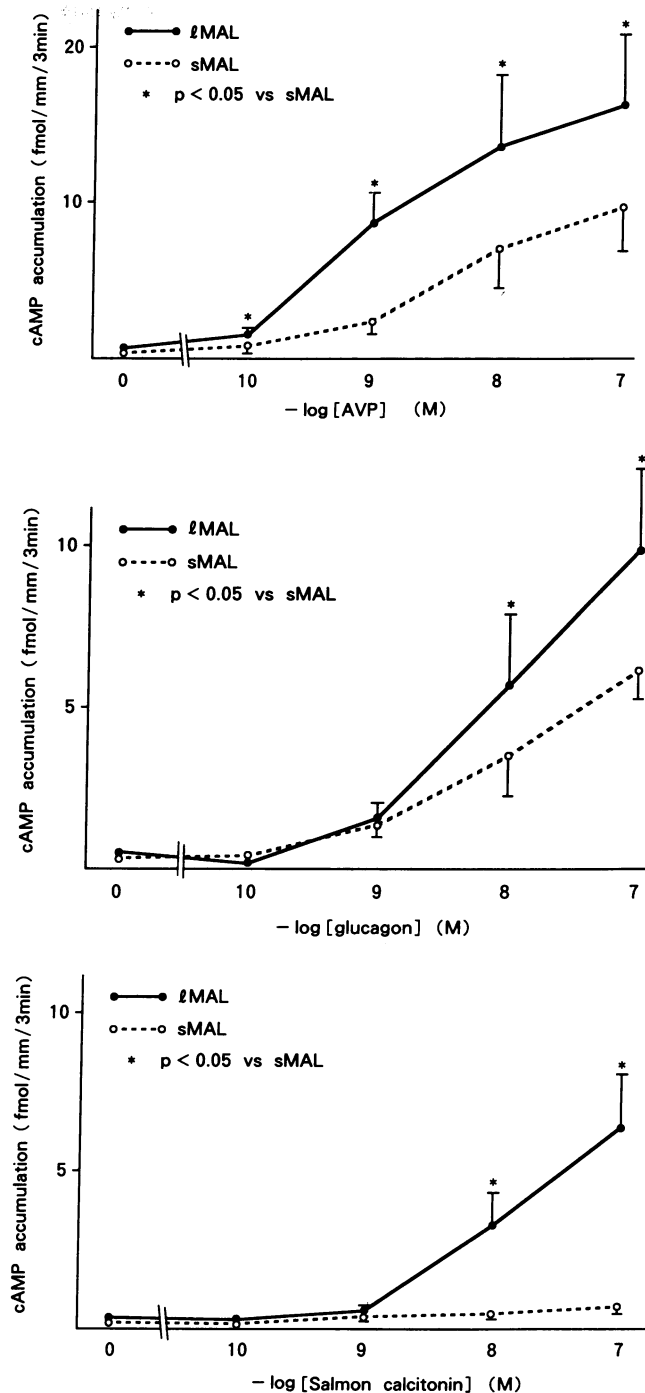 20
10
cAMP accumulation (fmol/mm/3min)
ℓMAL
sMAL
* p < 0.05 vs sMAL
*
*
*
*
0 10 9 8 7
− log [AVP] (M)
10
5
cAMP accumulation (fmol/mm/3min)
ℓMAL
sMAL
* p < 0.05 vs sMAL
*
*
0 10 9 8 7
− log [glucagon] (M)
10
5
cAMP accumulation (fmol/mm/3min)
ℓMAL
sMAL
* p < 0.05 vs sMAL
*
*
0 10 9 8 7
− log [Salmon calcitonin] (M)